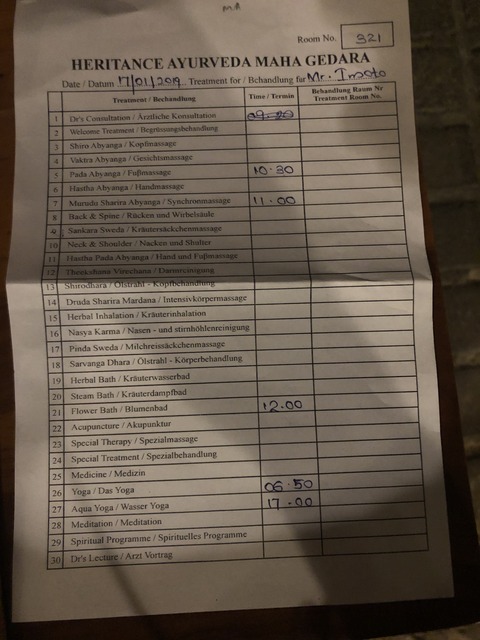 Room No. 321
HERITANCE AYURVEDA MAHA GEDARA
Date / Datum 17/01/2019 Treatment for / Bchandlung für Mr. Imoto
Treatment / Bechandlung Time / Termin Behandlung Raum Nr
Treatment Room No.
1 Dr's Consultation / Ärztliche Konsultation 09-20
2 Welcome Treatment / Begrüssungsbehandlung
3 Shiro Abyanga / Kopfmassage
4 Vaktra Abyanga / Gesichtsmassage
5 Pada Abyanga / Fußmassage 10-30
6 Hastha Abyanga / Handmassage
7 Murudu Sharira Abyanga / Synchronmassage 11-00
8 Back & Spine / Rücken und Wirbelsäule
9 Sankara Sweda / Kräutersäckchenmassage
10 Neck & Shoulder / Nacken und Shulter
11 Hastha Pada Abyanga / Hand und Fußmassage
12 Theekshana Virechana / Darmreinigung
13 Shirodhara / Ölstrahl - Kopfbehandlung
14 Druda Sharira Mardana / Intensivkörpermassage
15 Herbal Inhalation / Kräuterinhalation
16 Nasya Karma / Nasen - und stirnhöhlenreinigung
17 Pinda Sweda / Milchreissäckchenmassage
18 Sarvanga Dhara / Ölstrahl - Körperbehandlung
19 Herbal Bath / Kräuterwasserbad
20 Steam Bath / Kräuterdampfbad
21 Flower Bath / Blumenbad 12.00
22 Acupuncture / Akupunktur
23 Special Therapy / Spezialmassage
24 Special Treatment / Spezialbehandlung
25 Medicine / Medizin
26 Yoga / Das Yoga 06.50
27 Aqua Yoga / Wasser Yoga 17-00
28 Meditation / Meditation
29 Spiritual Programme / Spirituelles Programme
30 Dr's Lecture / Arzt Vortrag